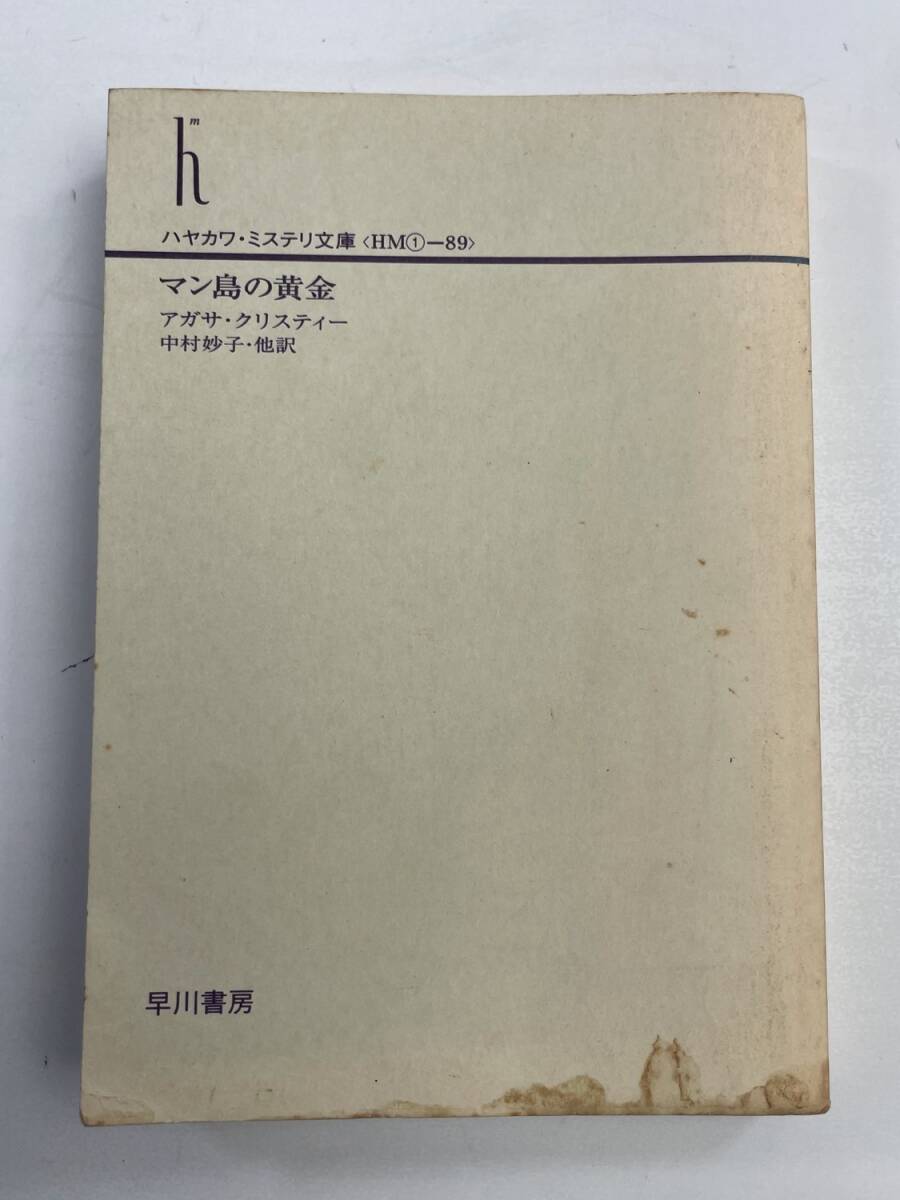 hm
ハヤカワ・ミステリ文庫〈HM①—89〉
マン島の黄金
アガサ・クリスティー
中村妙子・他訳
早川書房